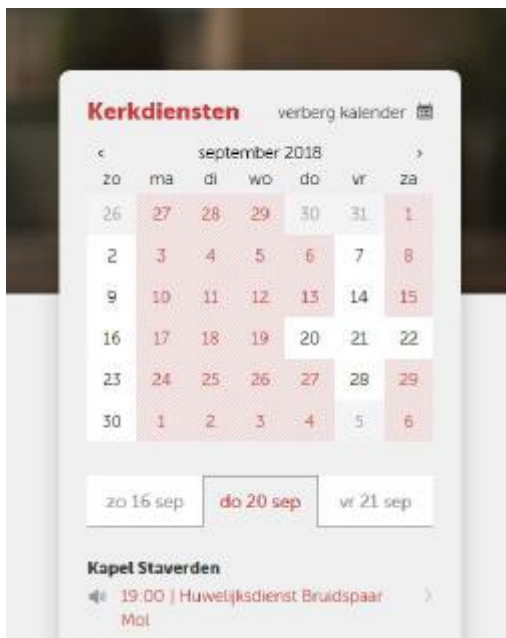 Kerkdiensten verberg kalender
‹ september 2018 ›
zo ma di wo do vr za
26 27 28 29 30 31 1
2 3 4 5 6 7 8
9 10 11 12 13 14 15
16 17 18 19 20 21 22
23 24 25 26 27 28 29
30 1 2 3 4 5 6
zo 16 sep do 20 sep vr 21 sep
Kapel Staverden
19:00 | Huwelijksdienst Bruidspaar
Mol